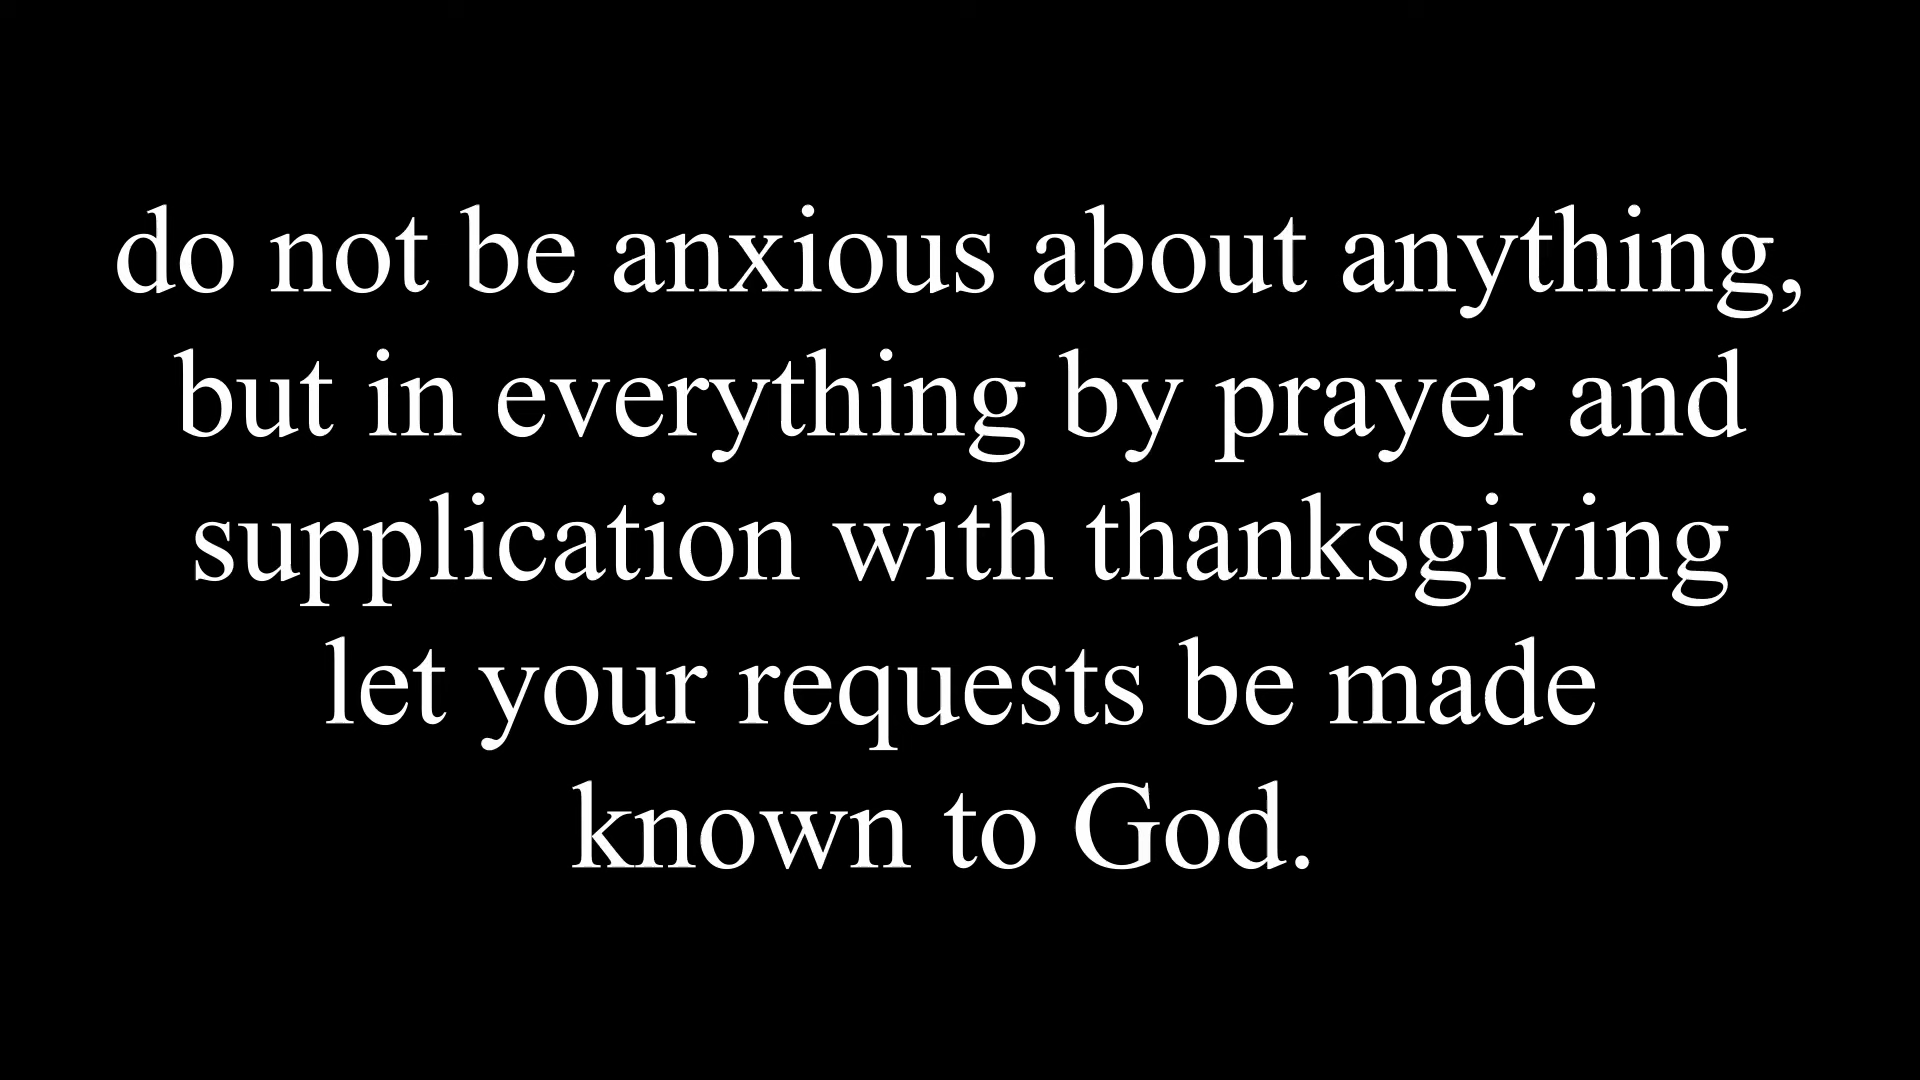 do not be anxious about anything,
but in everything by prayer and
supplication with thanksgiving
let your requests be made
known to God.